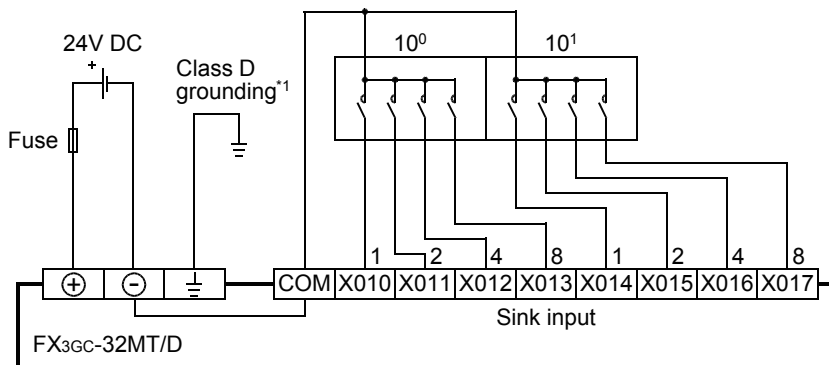 24V DC
+
Class D
grounding*1
Fuse
10⁰ 10¹
1 2 4 8 1 2 4 8
+ - COM X010 X011 X012 X013 X014 X015 X016 X017
Sink input
FX3GC-32MT/D